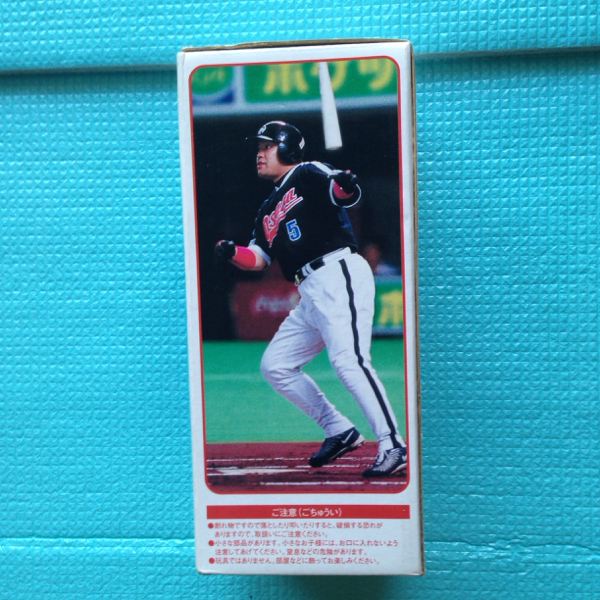 ポカリ
Osaka
5
ご注意(ごちゅうい)
●割れ物ですので落としたり叩いたりすると、破損する恐れが
ありますので、取扱いにご注意ください。
●小さな部品があります。小さなお子様には、お口に入れないよう
注意してあげてください。窒息などの危険があります。
●玩具ではありません。部屋などに飾ってお楽しみください。